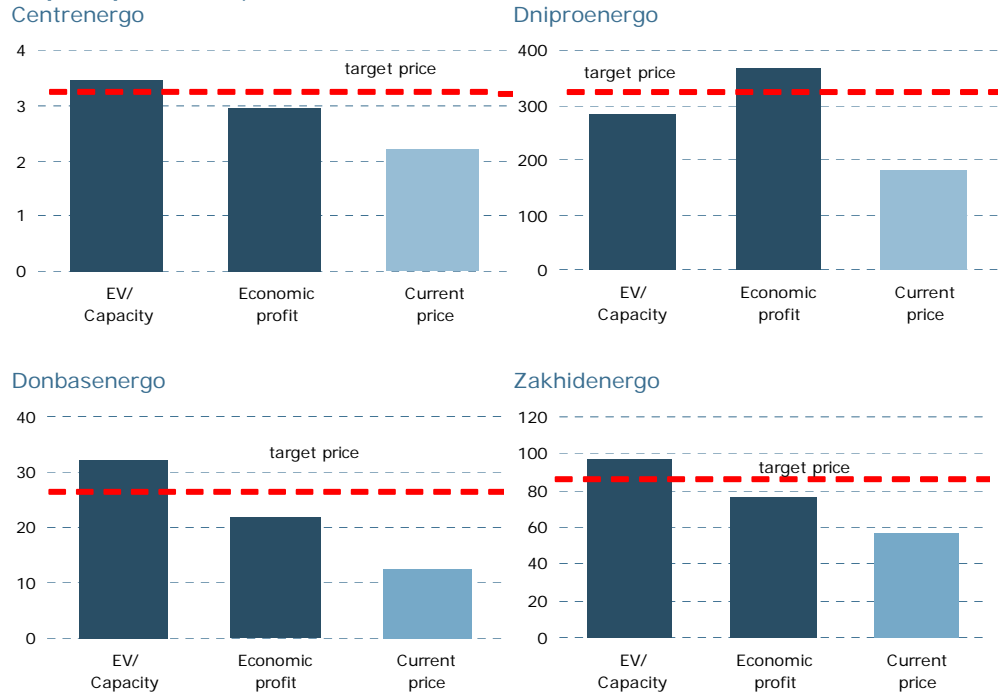 Centrenergo
4
3
2
1
0
target price
EV/
Capacity
Economic
profit
Current
price
Dniproenergo
400
300
200
100
0
target price
EV/
Capacity
Economic
profit
Current
price
Donbasenergo
40
30
20
10
0
target price
EV/
Capacity
Economic
profit
Current
price
Zakhidenergo
120
100
80
60
40
20
0
target price
EV/
Capacity
Economic
profit
Current
price